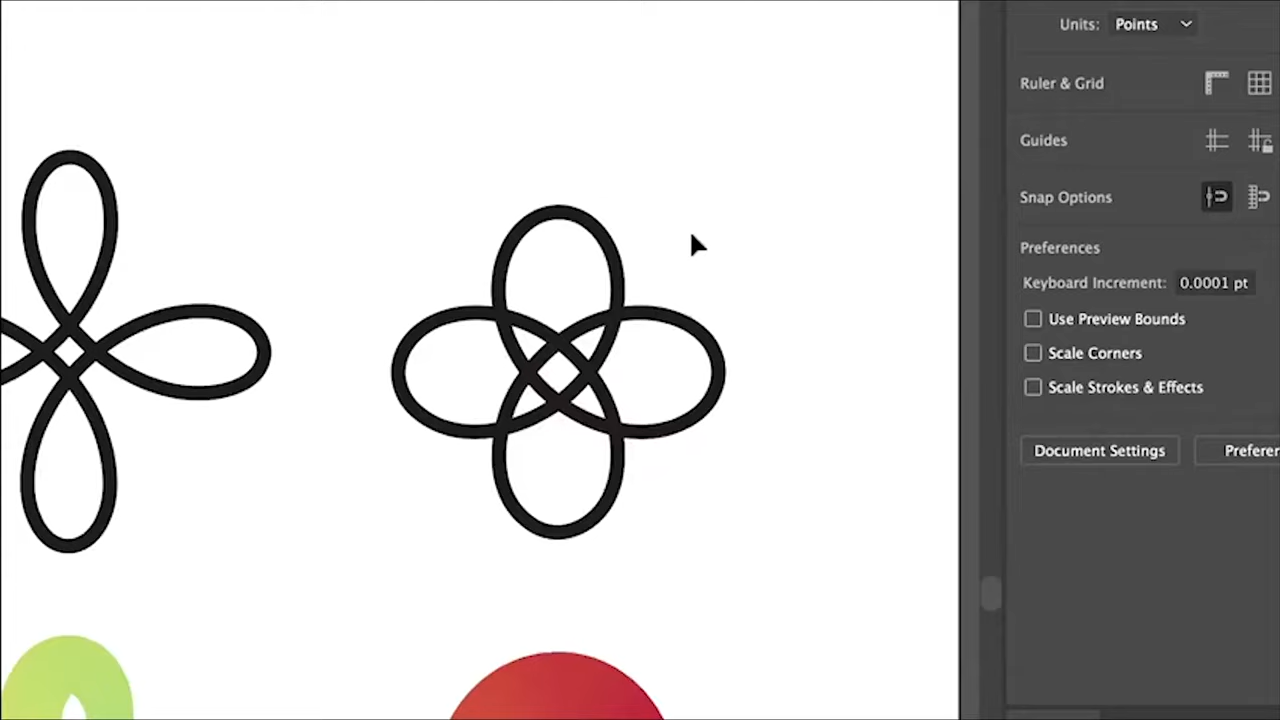 Units: Points
Ruler & Grid
Guides
Snap Options
Preferences
Keyboard Increment: 0.0001 pt
Use Preview Bounds
Scale Corners
Scale Strokes & Effects
Document Settings Preferen